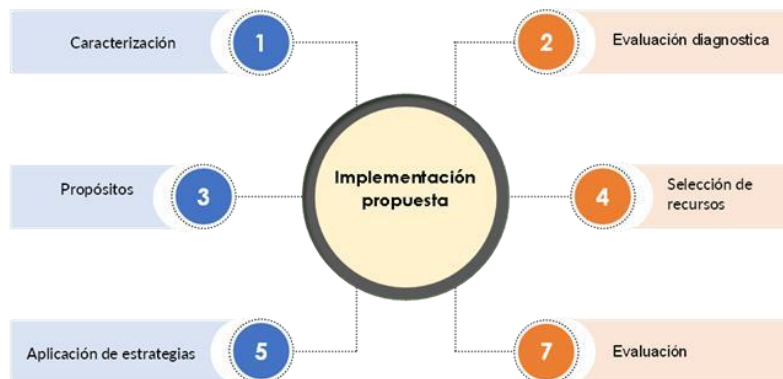 Caracterización
1
2
Evaluación diagnostica
Implementación
propuesta
Propósitos
3
4
Selección de
recursos
Aplicación de estrategias
5
7
Evaluación